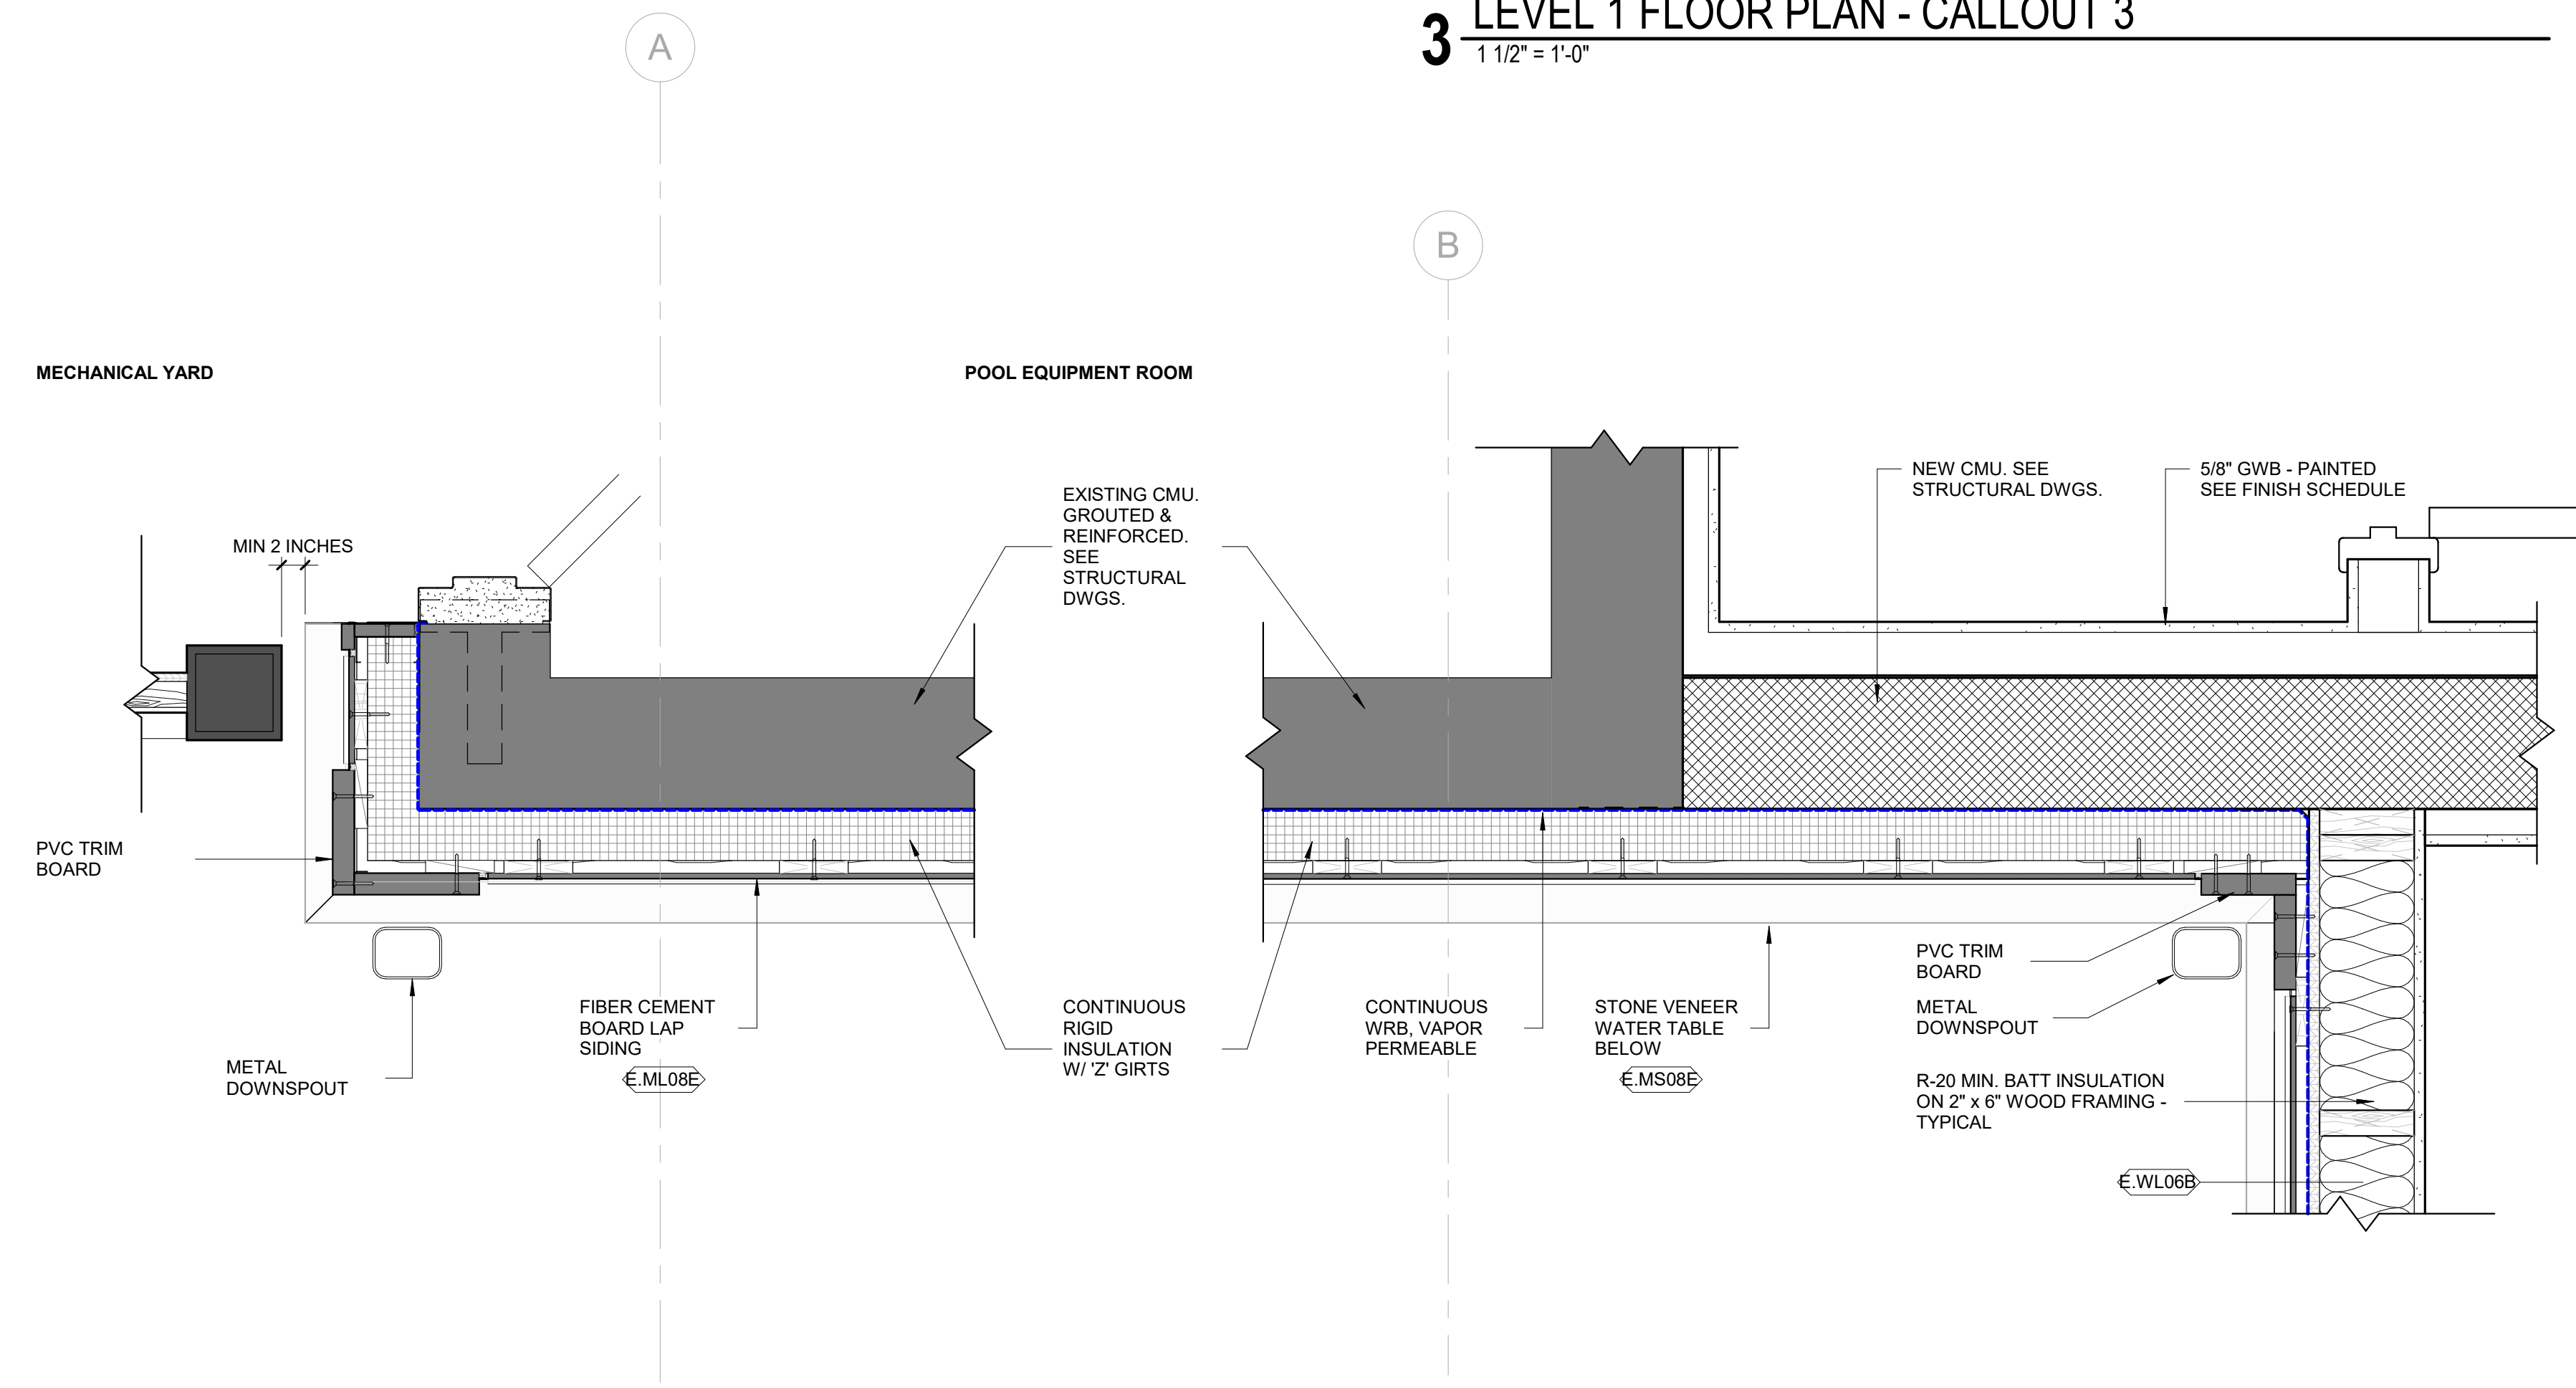 3 LEVEL 1 FLOOR PLAN - CALLOUT 3
1 1/2" = 1'-0"
A
B
MECHANICAL YARD
POOL EQUIPMENT ROOM
MIN 2 INCHES
EXISTING CMU.
GROUTED &
REINFORCED.
SEE
STRUCTURAL
DWGS.
NEW CMU. SEE
STRUCTURAL DWGS.
5/8" GWB - PAINTED
SEE FINISH SCHEDULE
PVC TRIM
BOARD
METAL
DOWNSPOUT
FIBER CEMENT
BOARD LAP
SIDING
E.ML08E
CONTINUOUS
RIGID
INSULATION
W/ 'Z' GIRTS
CONTINUOUS
WRB, VAPOR
PERMEABLE
STONE VENEER
WATER TABLE
BELOW
E.MS08E
PVC TRIM
BOARD
METAL
DOWNSPOUT
R-20 MIN. BATT INSULATION
ON 2" x 6" WOOD FRAMING -
TYPICAL
E.WL06B